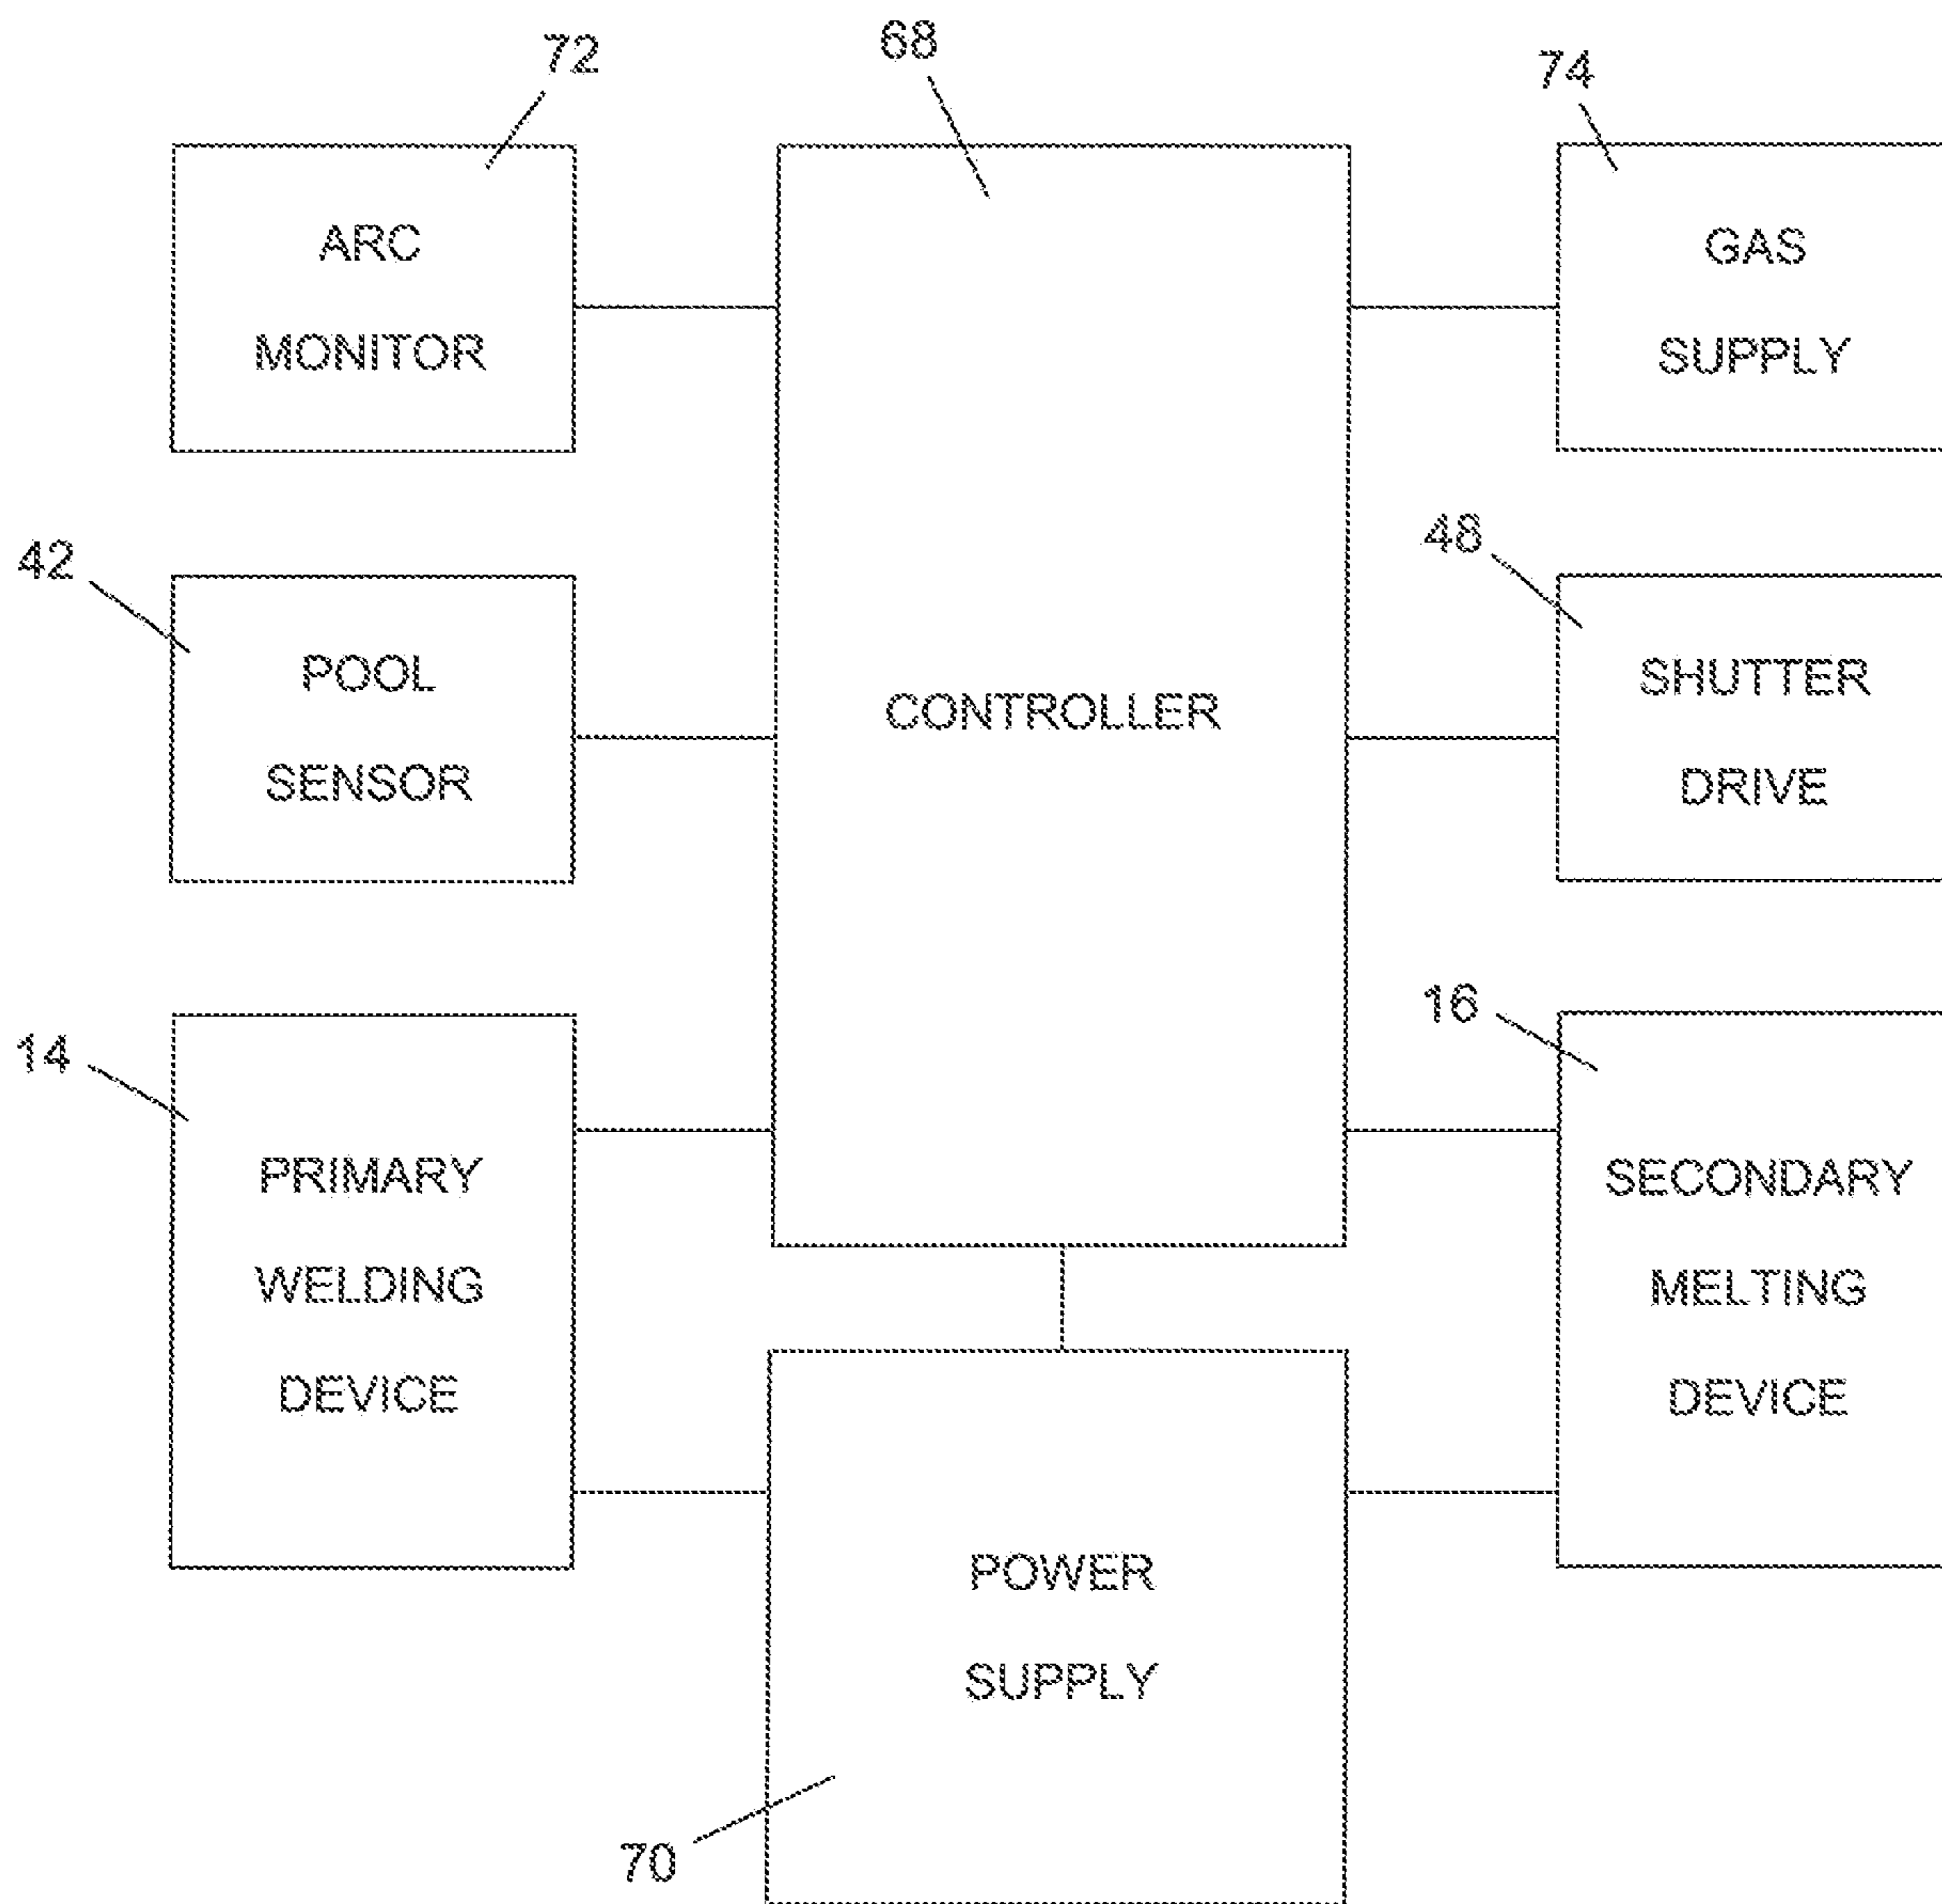 72
68
74
ARC
MONITOR
GAS
SUPPLY
42
POOL
SENSOR
CONTROLLER
48
SHUTTER
DRIVE
14
PRIMARY
WELDING
DEVICE
16
SECONDARY
MELTING
DEVICE
POWER
SUPPLY
70